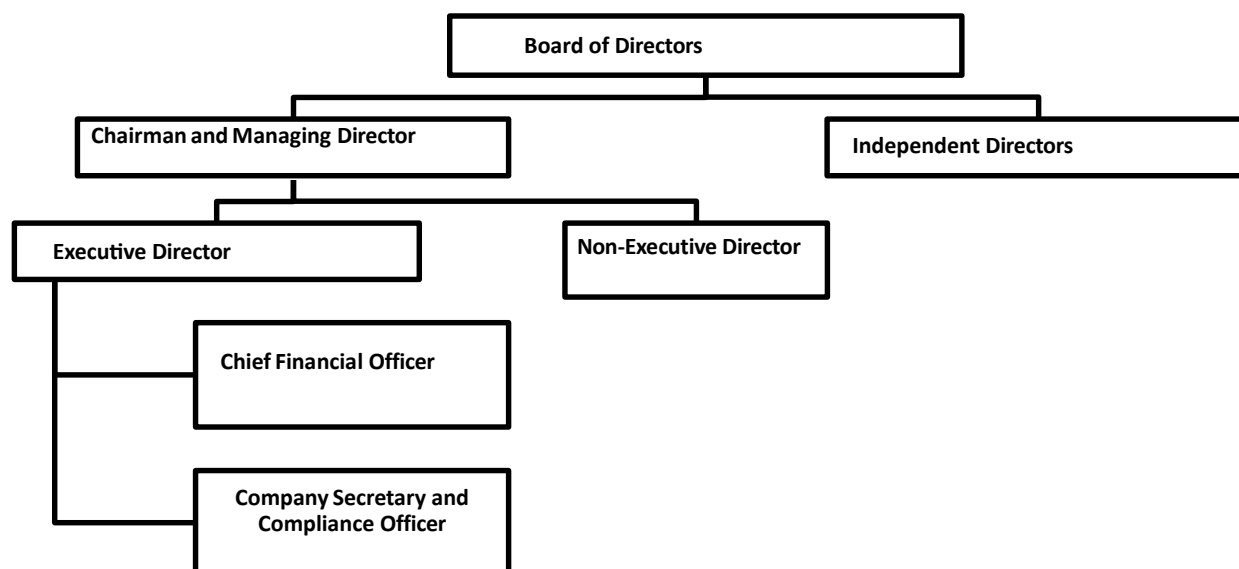 Board of Directors
Chairman and Managing Director
Independent Directors
Executive Director
Non-Executive Director
Chief Financial Officer
Company Secretary and
Compliance Officer